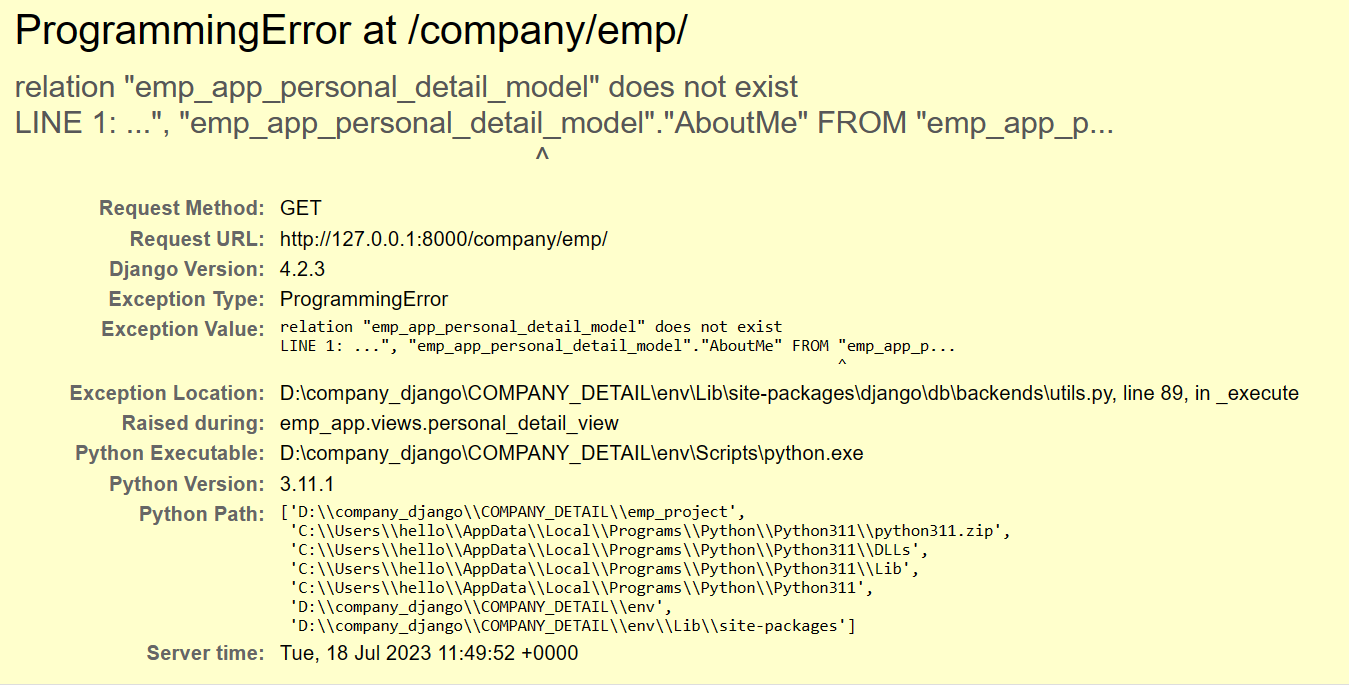 ProgrammingError at /company/emp/
relation "emp_app_personal_detail_model" does not exist
LINE 1: ...", "emp_app_personal_detail_model"."AboutMe" FROM "emp_app_p...
^
Request Method: GET
Request URL: http://127.0.0.1:8000/company/emp/
Django Version: 4.2.3
Exception Type: ProgrammingError
Exception Value: relation "emp_app_personal_detail_model" does not exist
LINE 1: ...", "emp_app_personal_detail_model"."AboutMe" FROM "emp_app_p...
^
Exception Location: D:\company_django\COMPANY_DETAIL\env\Lib\site-packages\django\db\backends\utils.py, line 89, in _execute
Raised during: emp_app.views.personal_detail_view
Python Executable: D:\company_django\COMPANY_DETAIL\env\Scripts\python.exe
Python Version: 3.11.1
Python Path: ['D:\\company_django\\COMPANY_DETAIL\\emp_project',
'C:\\Users\\hello\\AppData\\Local\\Programs\\Python\\Python311\\python311.zip',
'C:\\Users\\hello\\AppData\\Local\\Programs\\Python\\Python311\\DLLs',
'C:\\Users\\hello\\AppData\\Local\\Programs\\Python\\Python311\\Lib',
'C:\\Users\\hello\\AppData\\Local\\Programs\\Python\\Python311',
'D:\\company_django\\COMPANY_DETAIL\\env',
'D:\\company_django\\COMPANY_DETAIL\\env\\Lib\\site-packages']
Server time: Tue, 18 Jul 2023 11:49:52 +0000